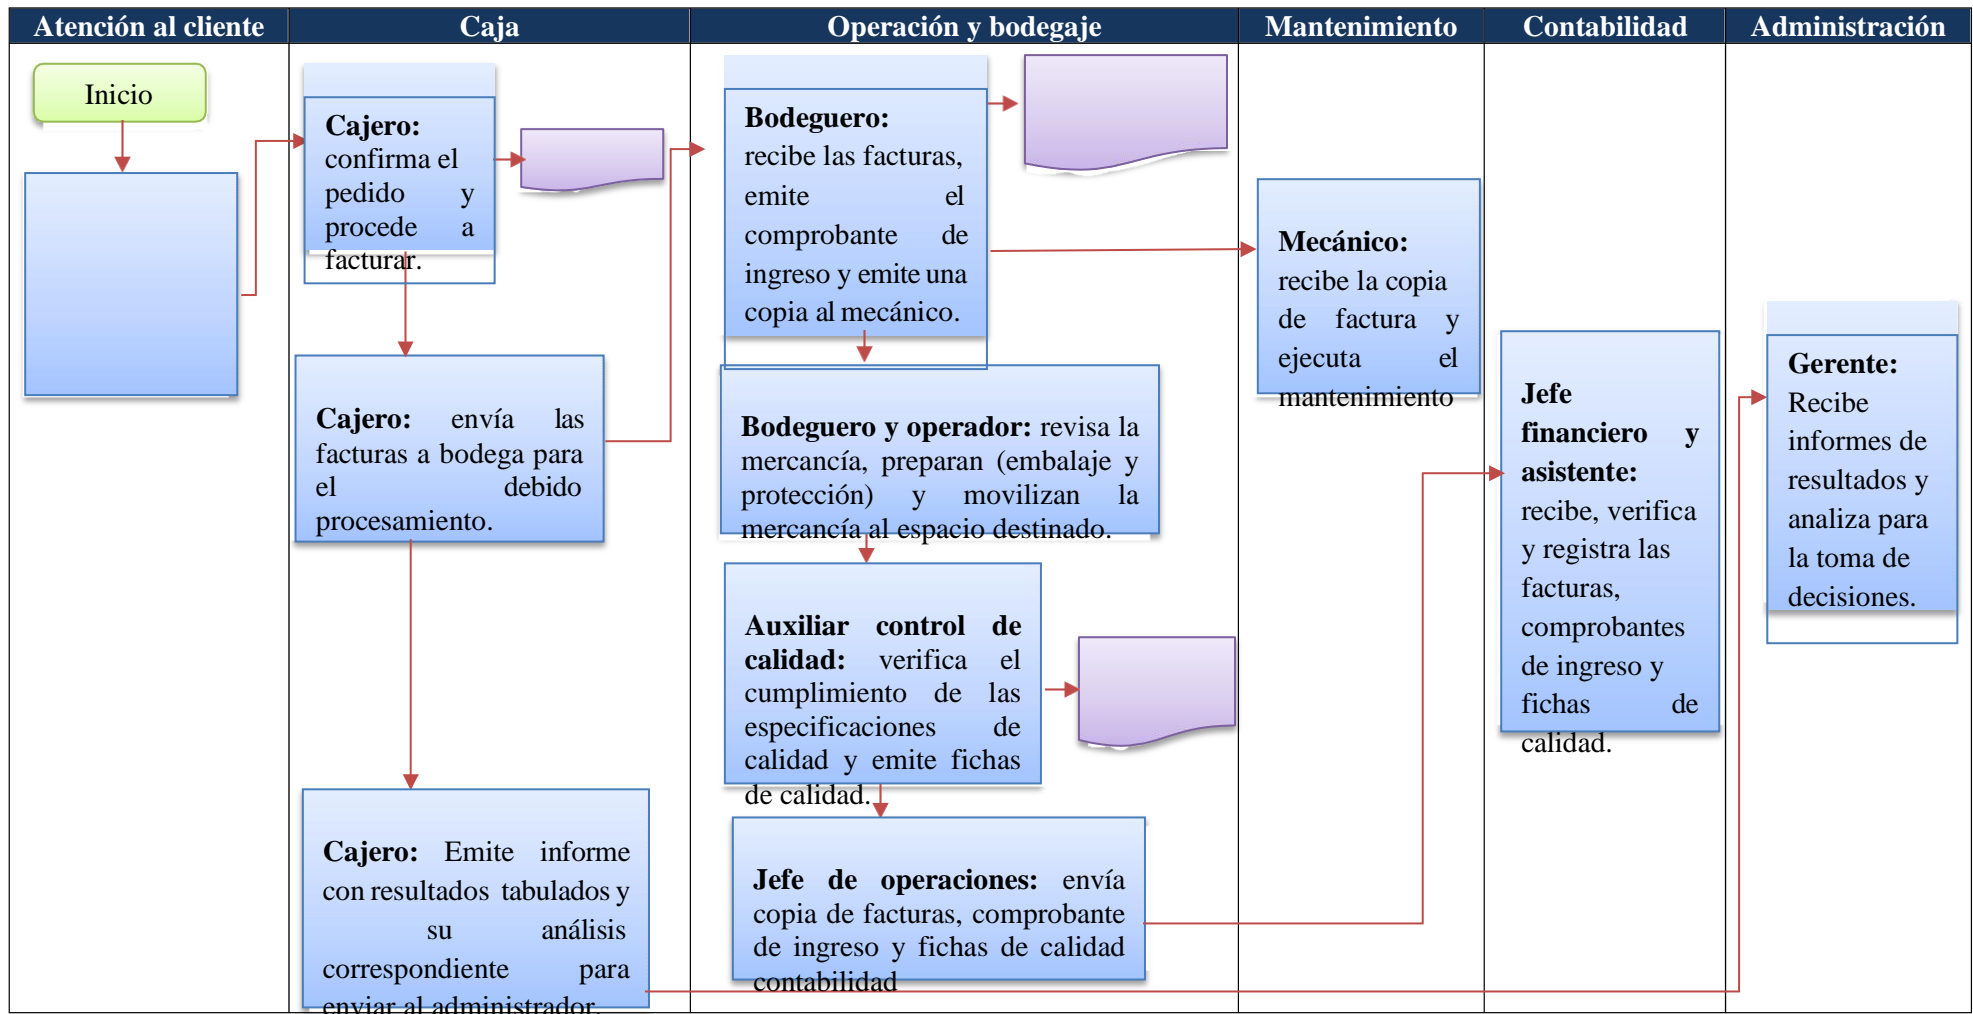 Atención al cliente
Caja
Operación y bodegaje
Mantenimiento
Contabilidad
Administración
Inicio
Cajero:
confirma el
pedido y
procede a
facturar.
Cajero: envía las
facturas a bodega para
el debido
procesamiento.
Cajero: Emite informe
con resultados tabulados y
su análisis
correspondiente para
enviar al administrador.
Bodeguero:
recibe las facturas,
emite el
comprobante de
ingreso y emite una
copia al mecánico.
Bodeguero y operador: revisa la
mercancía, preparan (embalaje y
protección) y movilizan la
mercancía al espacio destinado.
Auxiliar control de
calidad: verifica el
cumplimiento de las
especificaciones de
calidad y emite fichas
de calidad.
Jefe de operaciones: envía
copia de facturas, comprobante
de ingreso y fichas de calidad
contabilidad
Mecánico:
recibe la copia
de factura y
ejecuta el
mantenimiento
Jefe
financiero y
asistente:
recibe, verifica
y registra las
facturas,
comprobantes
de ingreso y
fichas de
calidad.
Gerente:
Recibe
informes de
resultados y
analiza para
la toma de
decisiones.